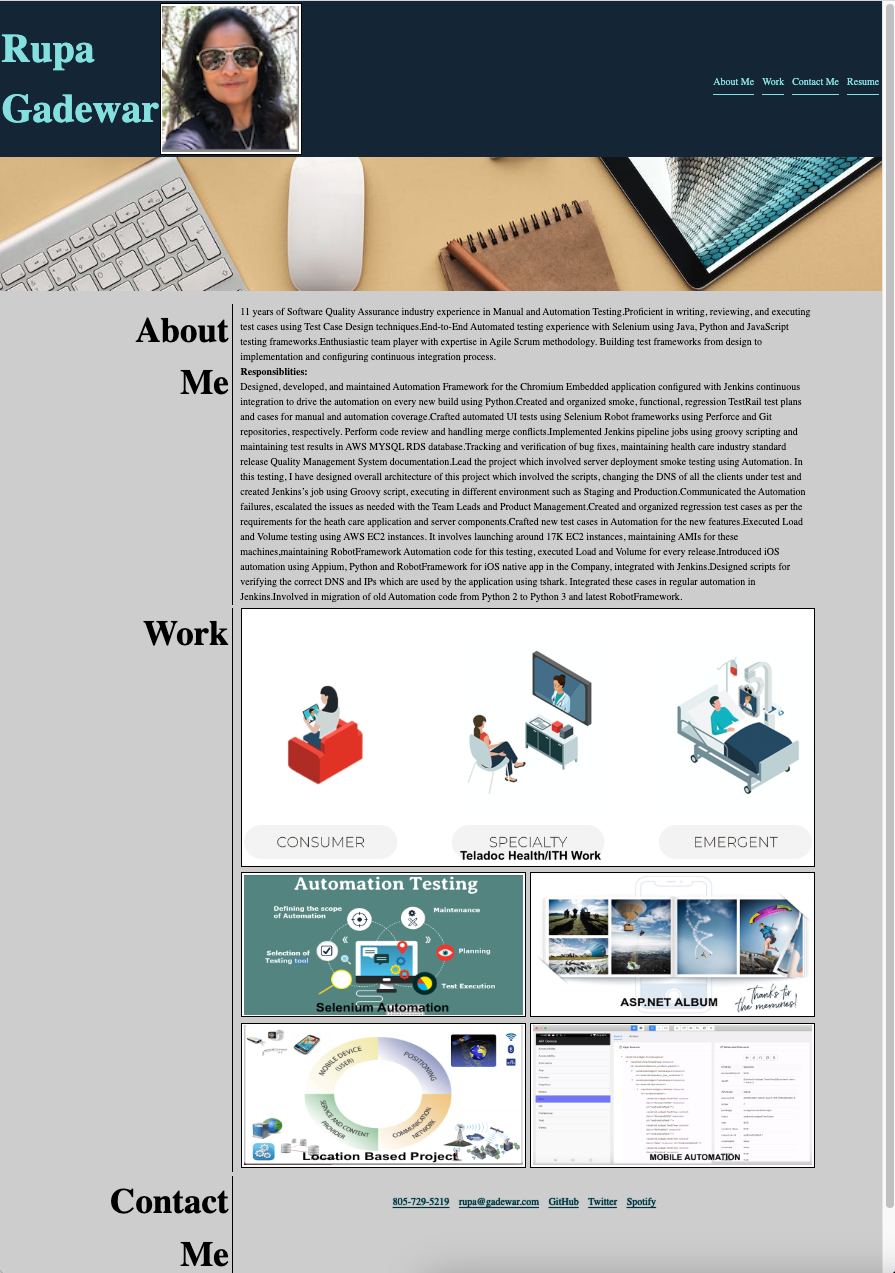 Rupa
Gadewar
About Me Work Contact Me Resume
About
Me
11 years of Software Quality Assurance industry experience in Manual and Automation Testing.Proficient in writing, reviewing, and executing
test cases using Test Case Design techniques.End-to-End Automated testing experience with Selenium using Java, Python and JavaScript
testing frameworks.Enthusiastic team player with expertise in Agile Scrum methodology. Building test frameworks from design to
implementation and configuring continuous integration process.
Responsiblities:
Designed, developed, and maintained Automation Framework for the Chromium Embedded application configured with Jenkins continuous
integration to drive the automation on every new build using Python.Created and organized smoke, functional, regression TestRail test plans
and cases for manual and automation coverage.Crafted automated UI tests using Selenium Robot frameworks using Perforce and Git
repositories, respectively. Perform code review and handling merge conflicts.Implemented Jenkins pipeline jobs using groovy scripting and
maintaining test results in AWS MYSQL RDS database.Tracking and verification of bug fixes, maintaining health care industry standard
release Quality Management System documentation.Lead the project which involved server deployment smoke testing using Automation. In
this testing, I have designed overall architecture of this project which involved the scripts, changing the DNS of all the clients under test and
created Jenkins's job using Groovy script, executing in different environment such as Staging and Production.Communicated the Automation
failures, escalated the issues as needed with the Team Leads and Product Management.Created and organized regression test cases as per the
requirements for the heath care application and server components.Crafted new test cases in Automation for the new features.Executed Load
and Volume testing using AWS EC2 instances. It involves launching around 17K EC2 instances, maintaining AMIs for these
machines,maintaining RobotFramework Automation code for this testing, executed Load and Volume for every release.Introduced iOS
automation using Appium, Python and RobotFramework for iOS native app in the Company, integrated with Jenkins.Designed scripts for
verifying the correct DNS and IPs which are used by the application using tshark. Integrated these cases in regular automation in
Jenkins.Involved in migration of old Automation code from Python 2 to Python 3 and latest RobotFramework.
Work
CONSUMER SPECIALTY EMERGENT
Teladoc Health/ITH Work
Automation Testing
Defining the scope
of Automation
Maintenance
Selection of
Testing tool
Planning
Test Execution
Selenium Automation
Thanks for
the memories!
ASP.NET ALBUM
MOBILE DEVICE
(USER)
POSITIONING
SERVICE AND CONTENT
PROVIDER
COMMUNICATION
NETWORK
Location Based Project
MOBILE AUTOMATION
Contact
Me
805-729-5219 rupa@gadewar.com GitHub Twitter Spotify